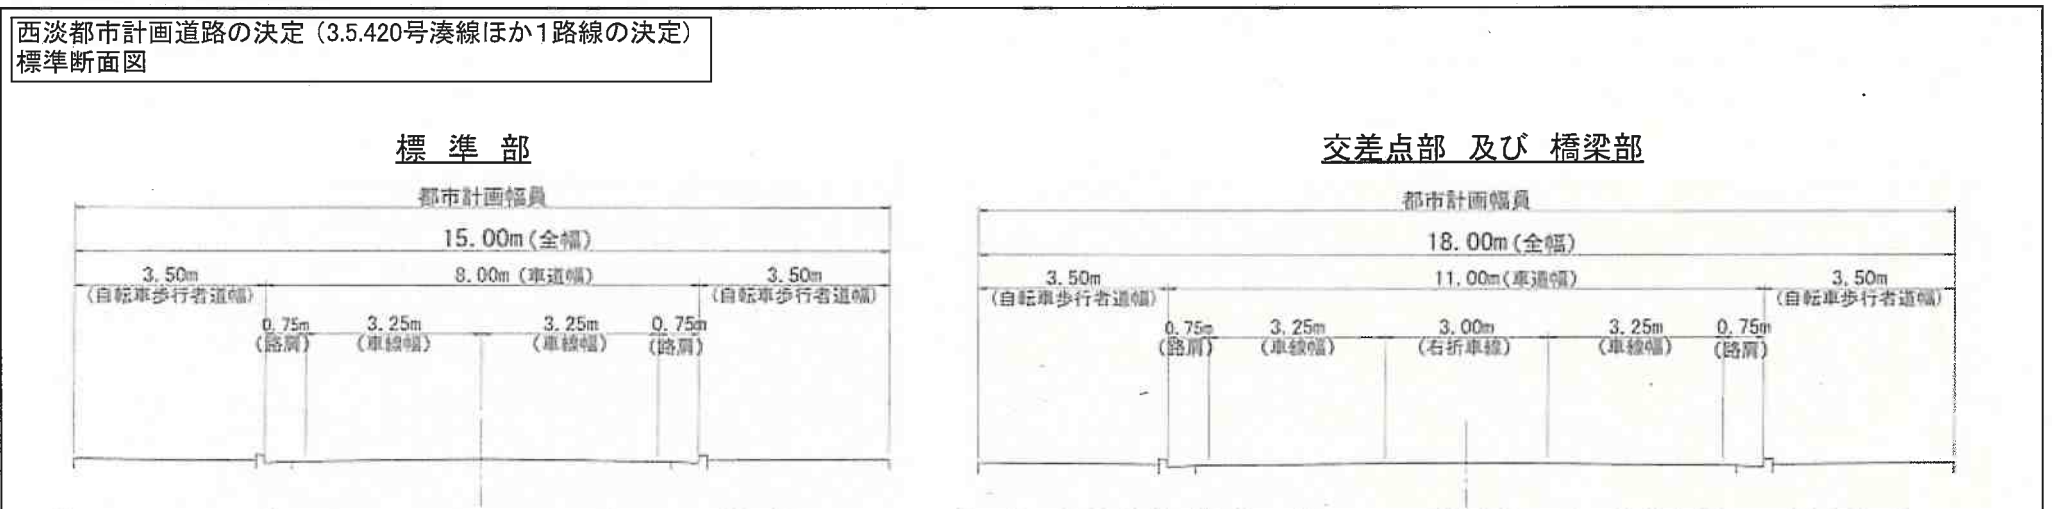 西淡都市計画道路の決定（3.5.420号湊線ほか1路線の決定）
標準断面図
標 準 部
都市計画幅員
15.00m(全幅)
3.50m
(自転車歩行者道幅)
8.00m(車道幅)
3.50m
(自転車歩行者道幅)
0.75m
(路肩)
3.25m
(車線幅)
3.25m
(車線幅)
0.75m
(路肩)
交差点部 及び 橋梁部
都市計画幅員
18.00m(全幅)
3.50m
(自転車歩行者道幅)
11.00m(車道幅)
3.50m
(自転車歩行者道幅)
0.75m
(路肩)
3.25m
(車線幅)
3.00m
(右折車線)
3.25m
(車線幅)
0.75m
(路肩)